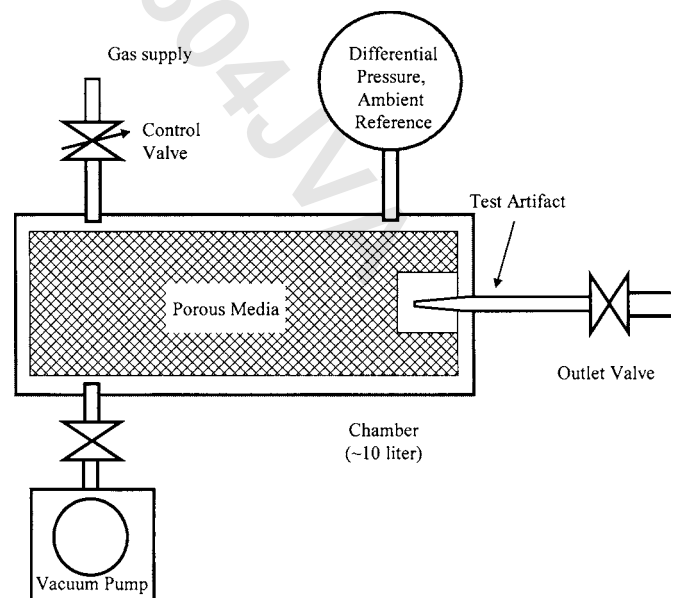 Gas supply
Differential
Pressure,
Ambient
Reference
Control
Valve
Test Artifact
Porous Media
Outlet Valve
Chamber
(~10 liter)
Vacuum Pump